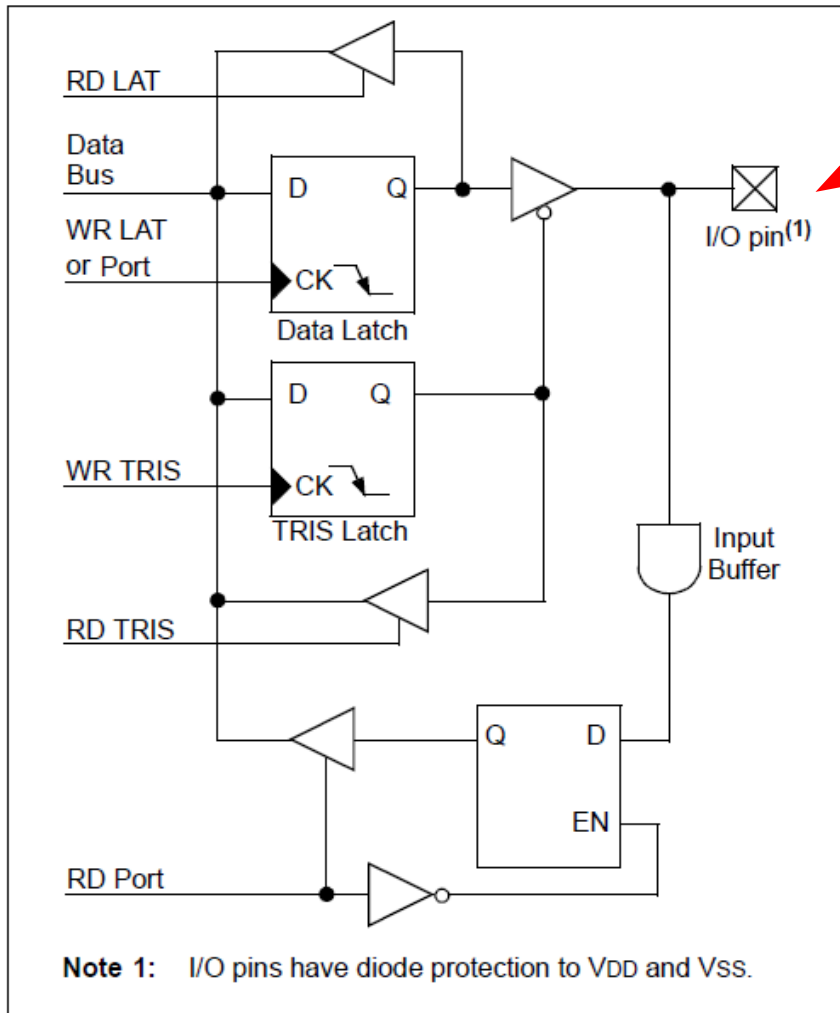 RD LAT
Data
Bus
D
Q
WR LAT
or Port
CK
Data Latch
I/O pin(1)
D
Q
WR TRIS
CK
TRIS Latch
Input
Buffer
RD TRIS
Q
D
EN
RD Port
Note 1: I/O pins have diode protection to VDD and VSS.